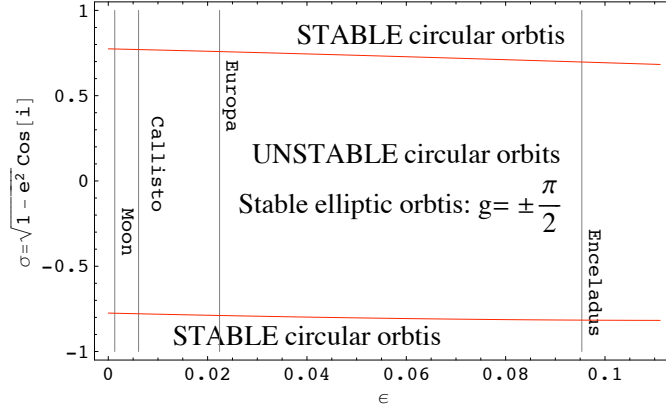 1
0.5
0
-0.5
-1
σ=√1 - e² Cos[i]
STABLE circular orbtis
Moon
Callisto
Europa
UNSTABLE circular orbits
Stable elliptic orbtis: g= ± π/2
Enceladus
STABLE circular orbtis
0
0.02
0.04
0.06
0.08
0.1
ϵ